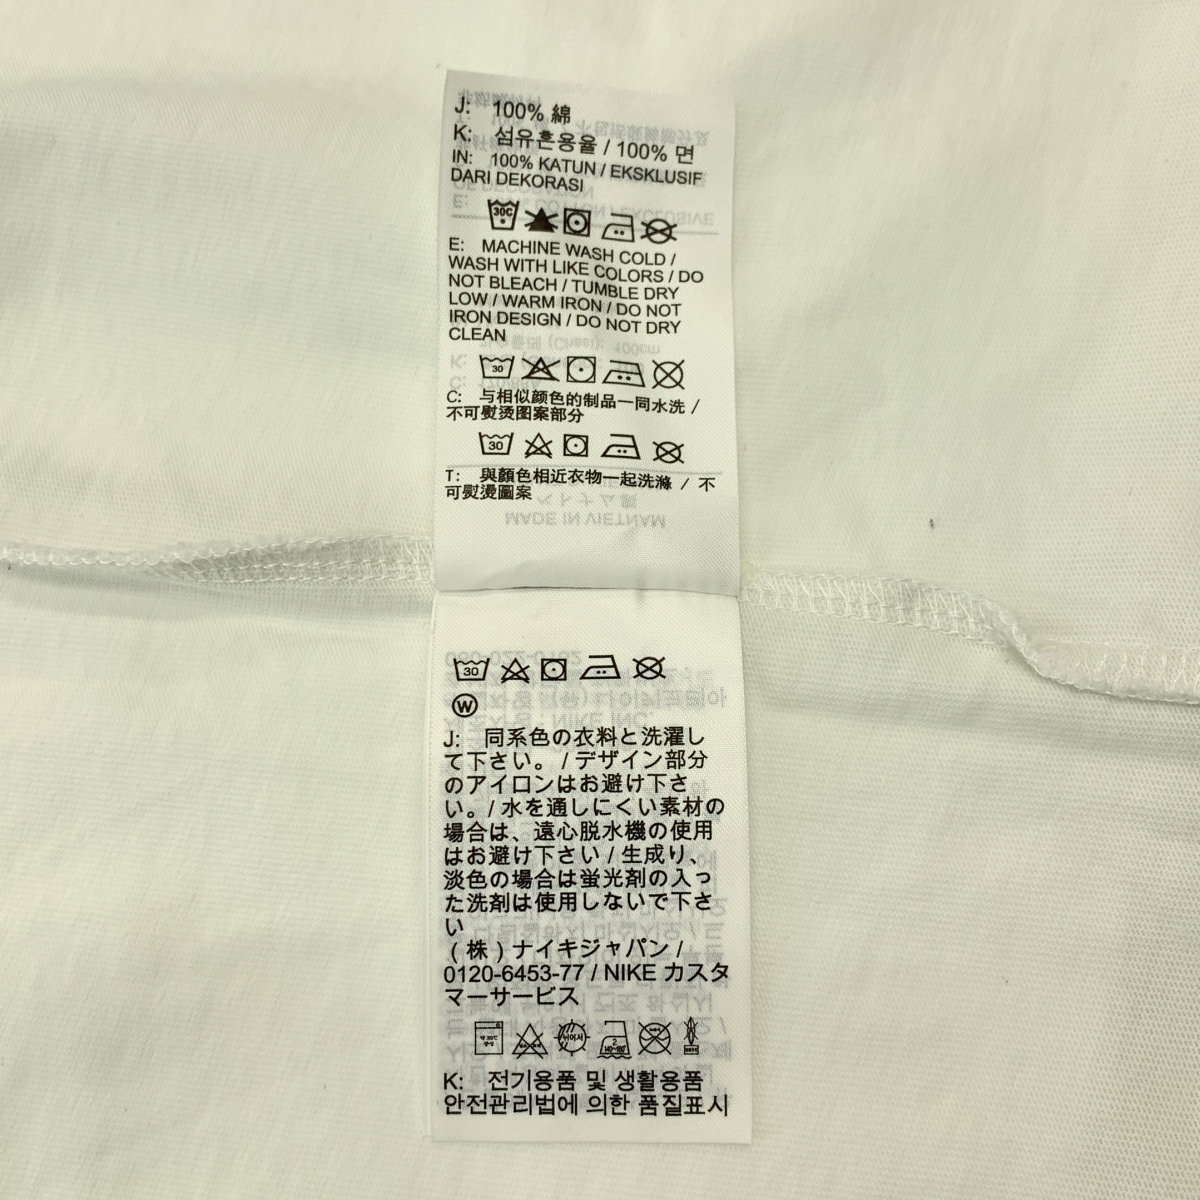 J: 100% 綿
K: 섬유혼용율 / 100% 면
IN: 100% KATUN / EKSKLUSIF
DARI DEKORASI
30C
E: MACHINE WASH COLD /
WASH WITH LIKE COLORS / DO
NOT BLEACH / TUMBLE DRY
LOW / WARM IRON / DO NOT
IRON DESIGN / DO NOT DRY
CLEAN
30
C: 与相似颜色的制品一同水洗 /
不可熨烫图案部分
30
T: 與顏色相近衣物一起洗滌 / 不
可熨燙圖案
MADE IN VIETNAM
30
W
J: 同系色の衣料と洗濯し
て下さい。 / デザイン部分
のアイロンはお避け下さ
い。/ 水を通しにくい素材の
場合は、遠心脱水機の使用
はお避け下さい / 生成り、
淡色の場合は蛍光剤の入っ
た洗剤は使用しないで下さ
い
（株）ナイキジャパン /
0120-6453-77 / NIKE カスタ
マーサービス
K: 전기용품 및 생활용품
안전관리법에 의한 품질표시